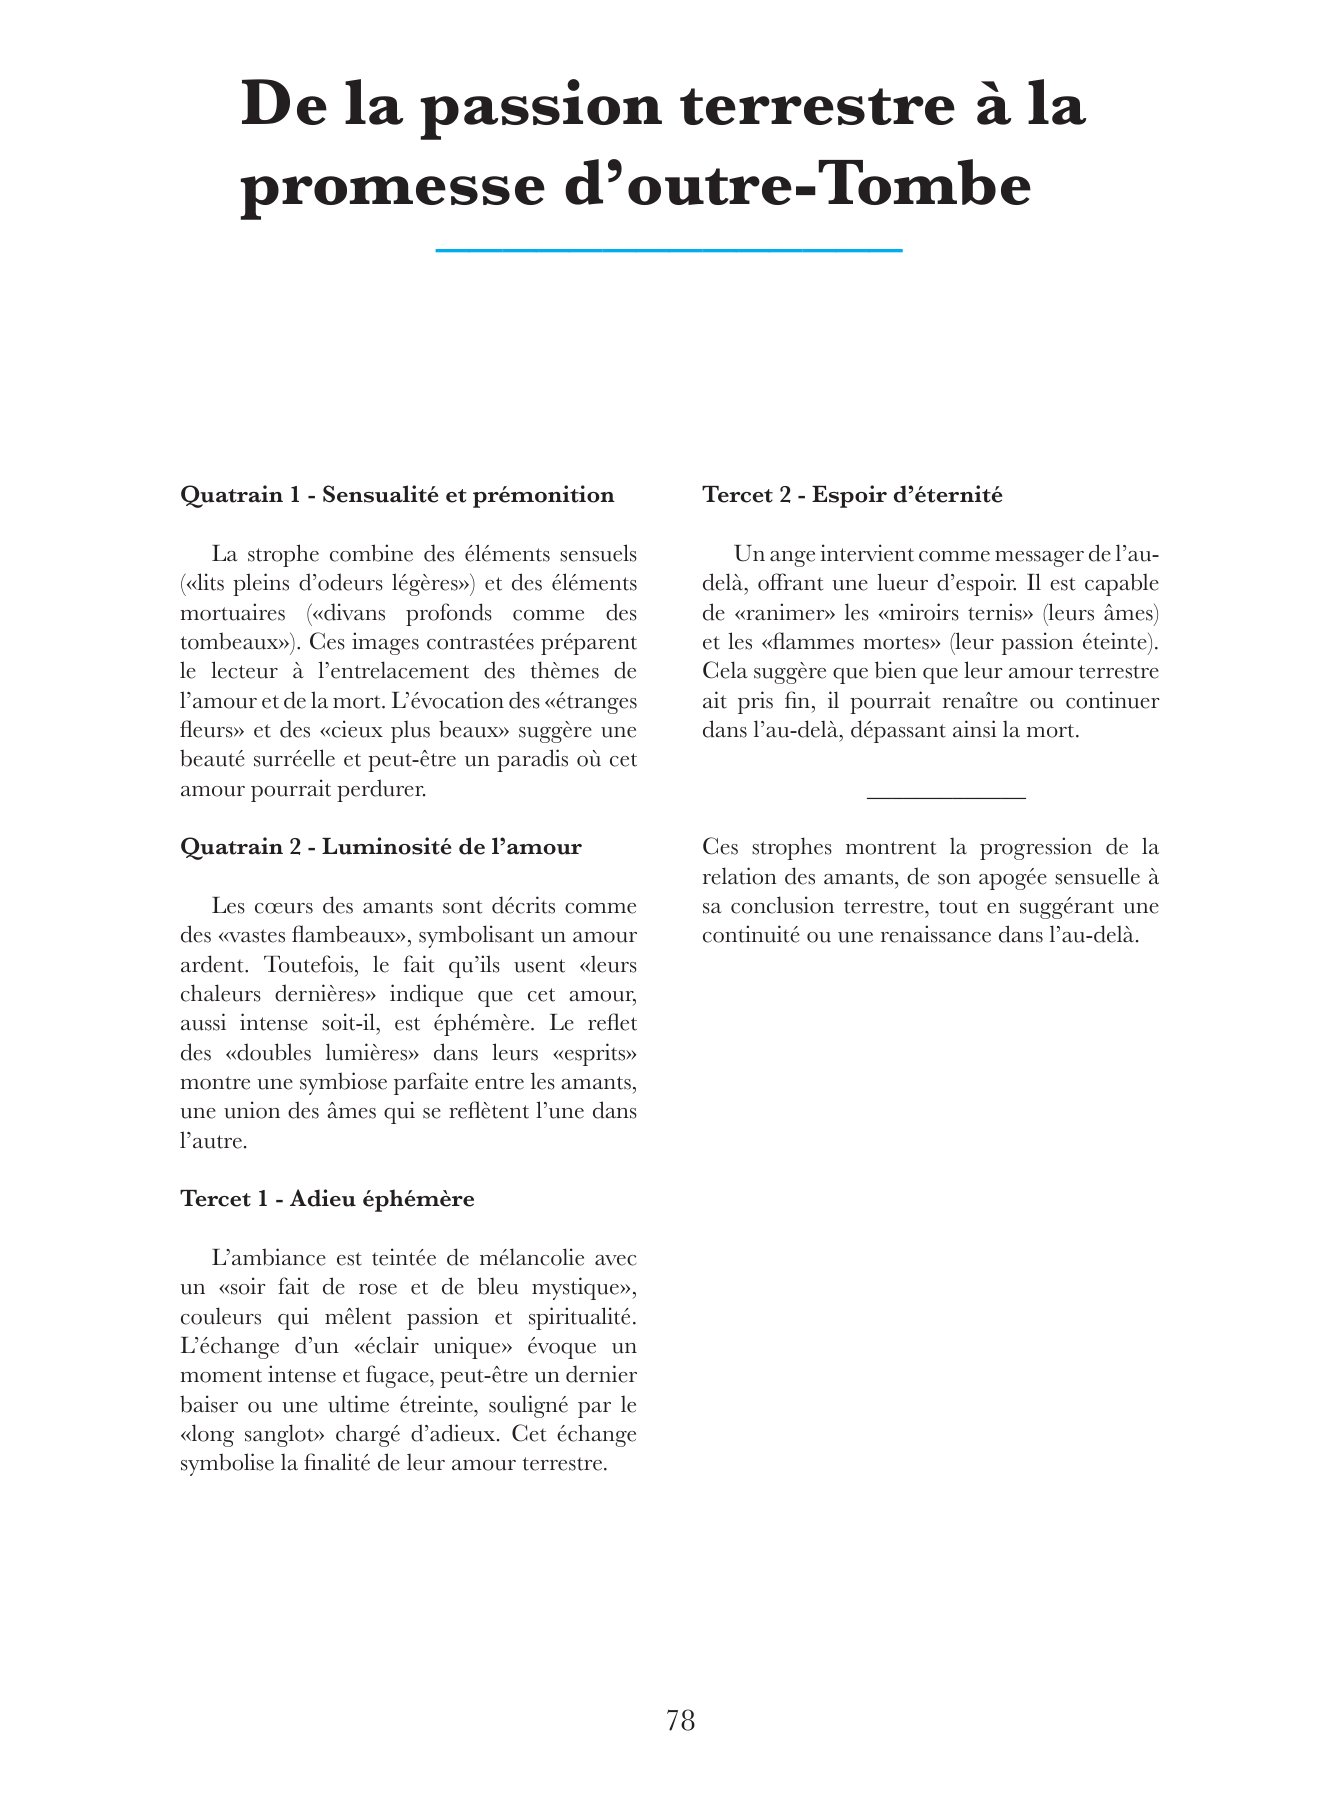 De la passion terrestre à la
promesse d’outre-Tombe
Quatrain 1 - Sensualité et prémonition
La strophe combine des éléments sensuels
(«lits pleins d’odeurs légères») et des éléments
mortuaires («divans profonds comme des
tombeaux»). Ces images contrastées préparent
le lecteur à l’entrelacement des thèmes de
l’amour et de la mort. L’évocation des «étranges
fleurs» et des «cieux plus beaux» suggère une
beauté surréelle et peut-être un paradis où cet
amour pourrait perdurer.
Quatrain 2 - Luminosité de l’amour
Les cœurs des amants sont décrits comme
des «vastes flambeaux», symbolisant un amour
ardent. Toutefois, le fait qu’ils usent «leurs
chaleurs dernières» indique que cet amour,
aussi intense soit-il, est éphémère. Le reflet
des «doubles lumières» dans leurs «esprits»
montre une symbiose parfaite entre les amants,
une union des âmes qui se reflètent l’une dans
l’autre.
Tercet 1 - Adieu éphémère
L’ambiance est teintée de mélancolie avec
un «soir fait de rose et de bleu mystique»,
couleurs qui mêlent passion et spiritualité.
L’échange d’un «éclair unique» évoque un
moment intense et fugace, peut-être un dernier
baiser ou une ultime étreinte, souligné par le
«long sanglot» chargé d’adieux. Cet échange
symbolise la finalité de leur amour terrestre.
Tercet 2 - Espoir d’éternité
Un ange intervient comme messager de l’au-
delà, offrant une lueur d’espoir. Il est capable
de «ranimer» les «miroirs ternis» (leurs âmes)
et les «flammes mortes» (leur passion éteinte).
Cela suggère que bien que leur amour terrestre
ait pris fin, il pourrait renaître ou continuer
dans l’au-delà, dépassant ainsi la mort.
Ces strophes montrent la progression de la
relation des amants, de son apogée sensuelle à
sa conclusion terrestre, tout en suggérant une
continuité ou une renaissance dans l’au-delà.
78